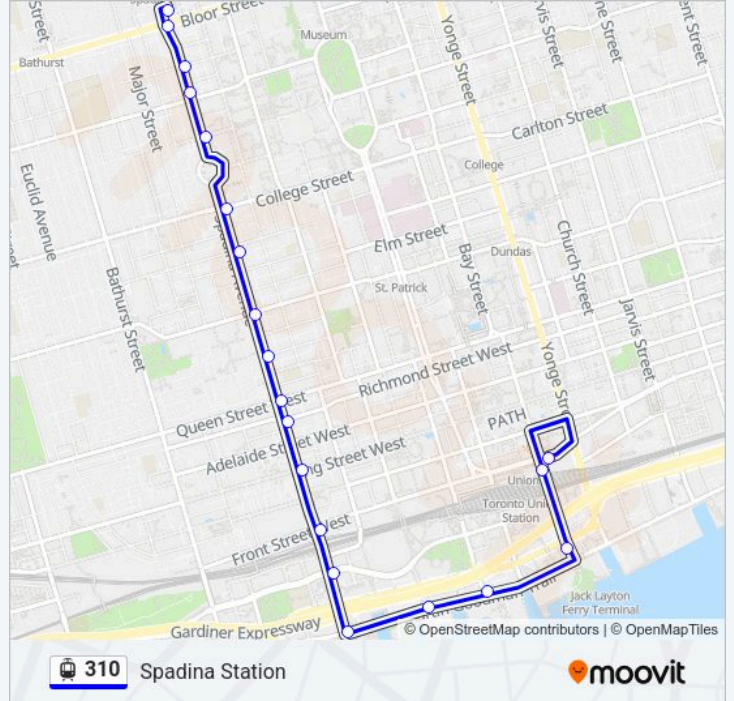 Bloor Street
Street
Museum
Bathurst
Major Street
Yonge Street
Carlton Street
College
Euclid Avenue
College Street
Elm Street
Dundas
Church Street
Bay Street
St. Patrick
Bathurst Street
Jarvis Street
Richmond Street West
PATH
Queen Street
Adelaide Street West
Street West
Union
Toronto
Station
Front Street
Jack Layton
Ferry Terminal
Gardiner Expressway
© OpenStreetMap contributors | © OpenMapTiles
310 Spadina Station
moovit